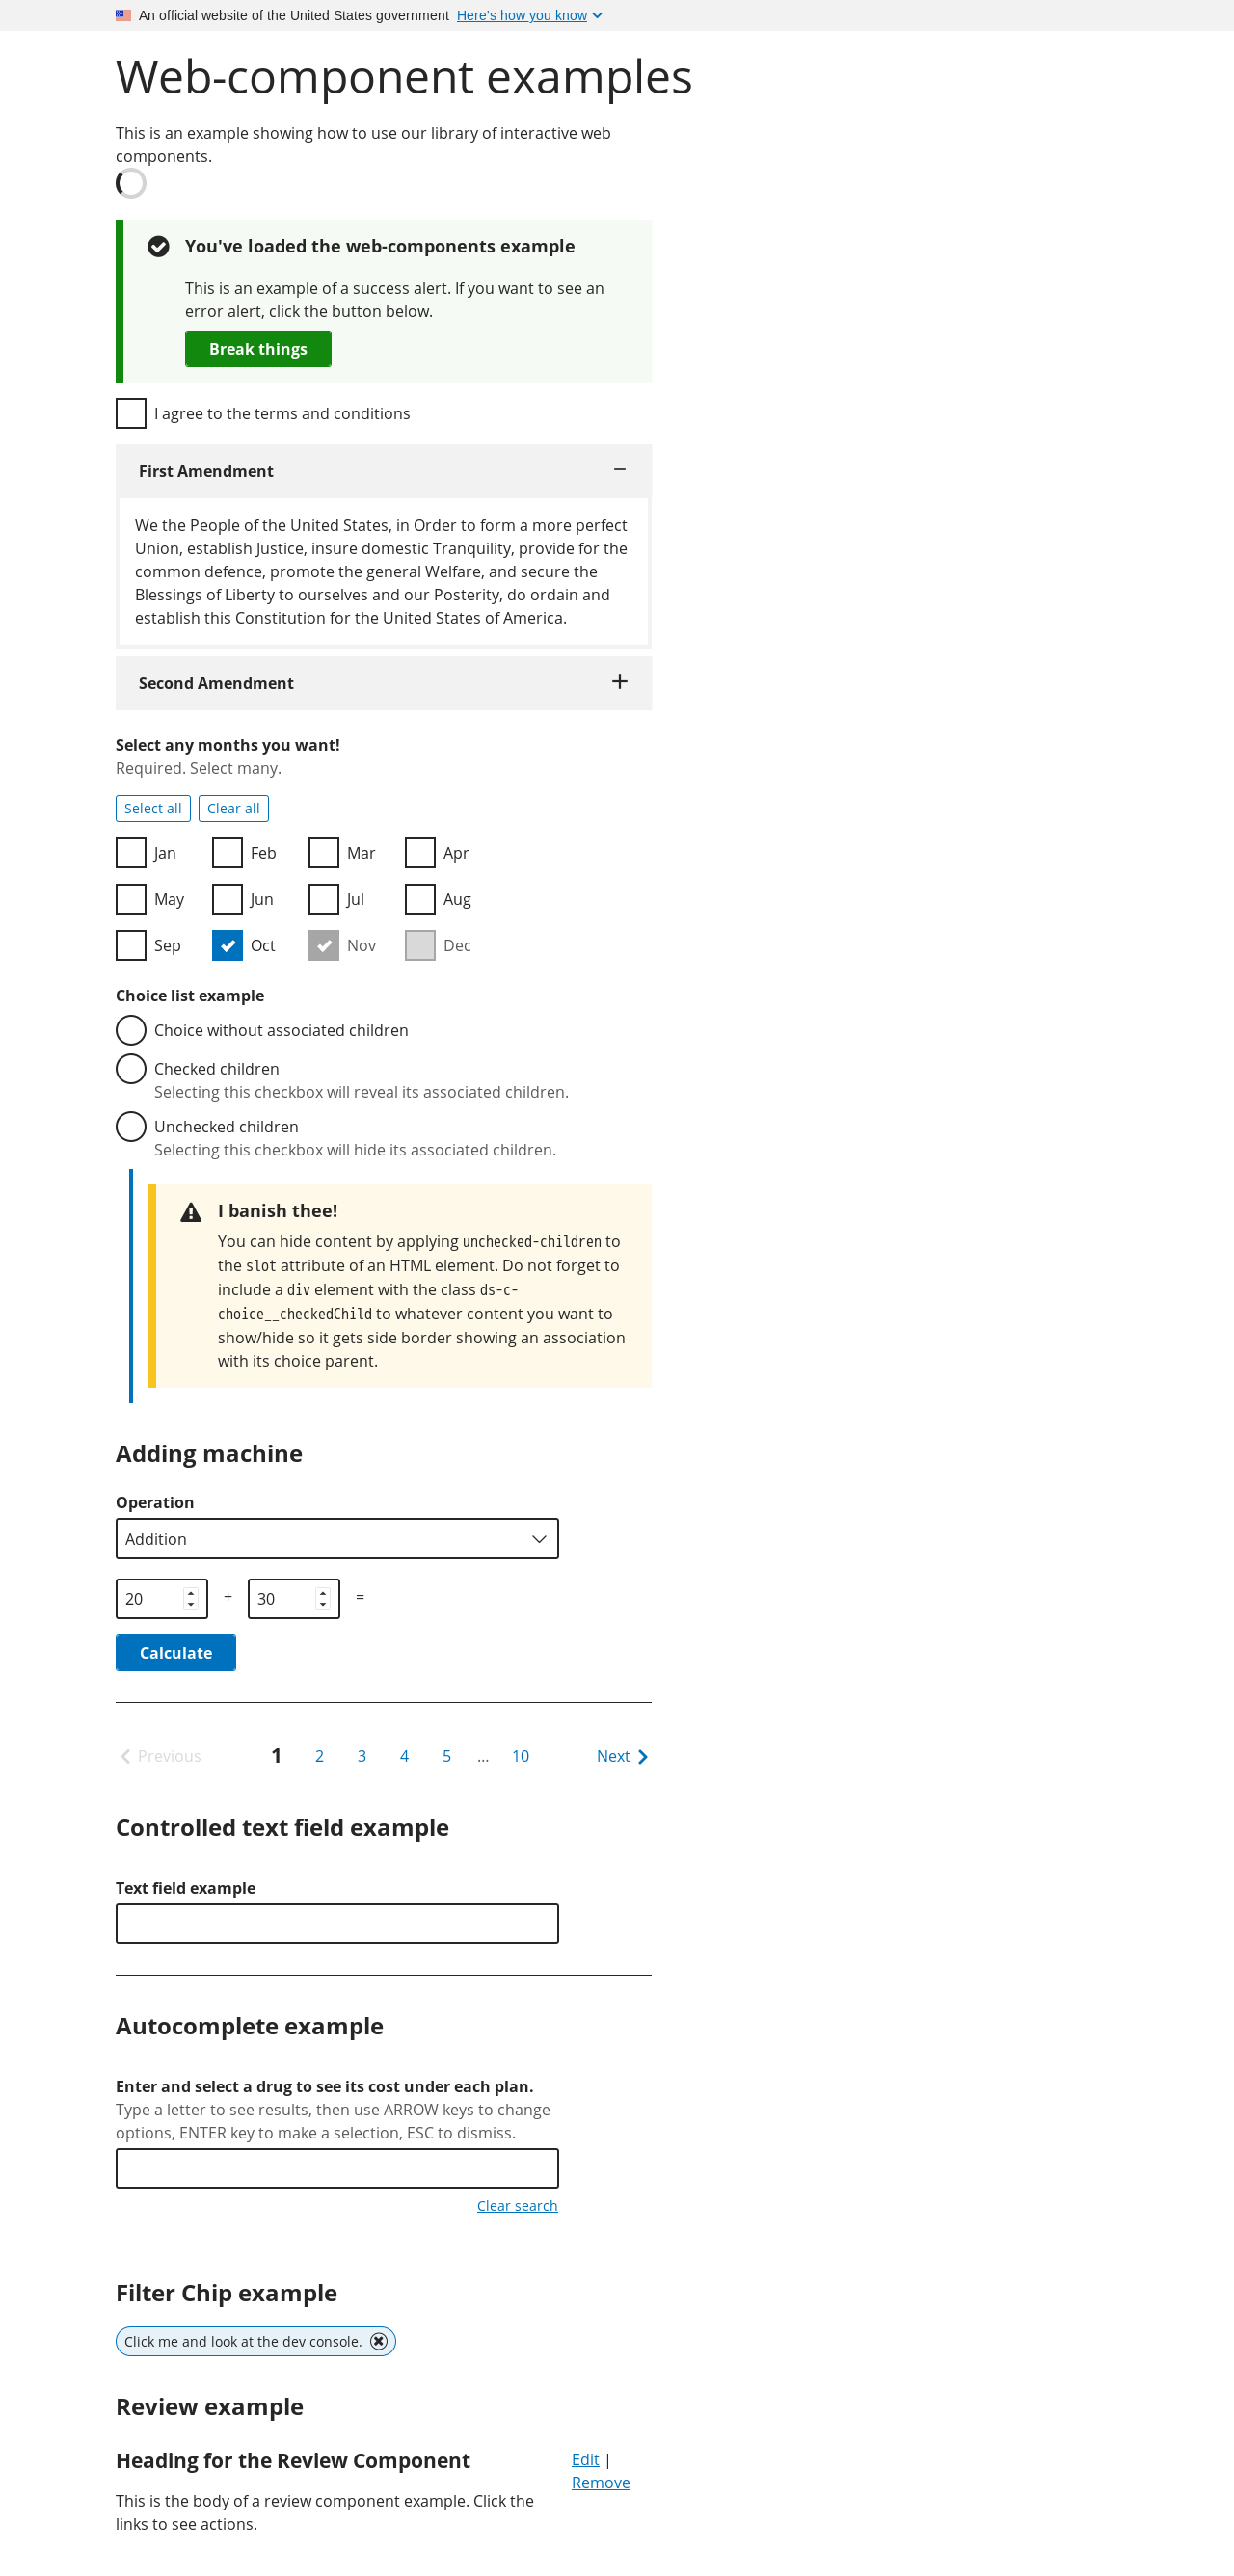 An official website of the United States government Here's how you know
Web-component examples
This is an example showing how to use our library of interactive web
components.
You've loaded the web-components example
This is an example of a success alert. If you want to see an
error alert, click the button below.
Break things
I agree to the terms and conditions
First Amendment
We the People of the United States, in Order to form a more perfect
Union, establish Justice, insure domestic Tranquility, provide for the
common defence, promote the general Welfare, and secure the
Blessings of Liberty to ourselves and our Posterity, do ordain and
establish this Constitution for the United States of America.
Second Amendment
Select any months you want!
Required. Select many.
Select all Clear all
Jan Feb Mar Apr
May Jun Jul Aug
Sep Oct Nov Dec
Choice list example
Choice without associated children
Checked children
Selecting this checkbox will reveal its associated children.
Unchecked children
Selecting this checkbox will hide its associated children.
I banish thee!
You can hide content by applying unchecked-children to
the slot attribute of an HTML element. Do not forget to
include a div element with the class ds-c-
choice__checkedChild to whatever content you want to
show/hide so it gets side border showing an association
with its choice parent.
Adding machine
Operation
Addition
20 + 30 =
Calculate
Previous 1 2 3 4 5 … 10 Next
Controlled text field example
Text field example
Autocomplete example
Enter and select a drug to see its cost under each plan.
Type a letter to see results, then use ARROW keys to change
options, ENTER key to make a selection, ESC to dismiss.
Clear search
Filter Chip example
Click me and look at the dev console.
Review example
Heading for the Review Component
Edit |
Remove
This is the body of a review component example. Click the
links to see actions.